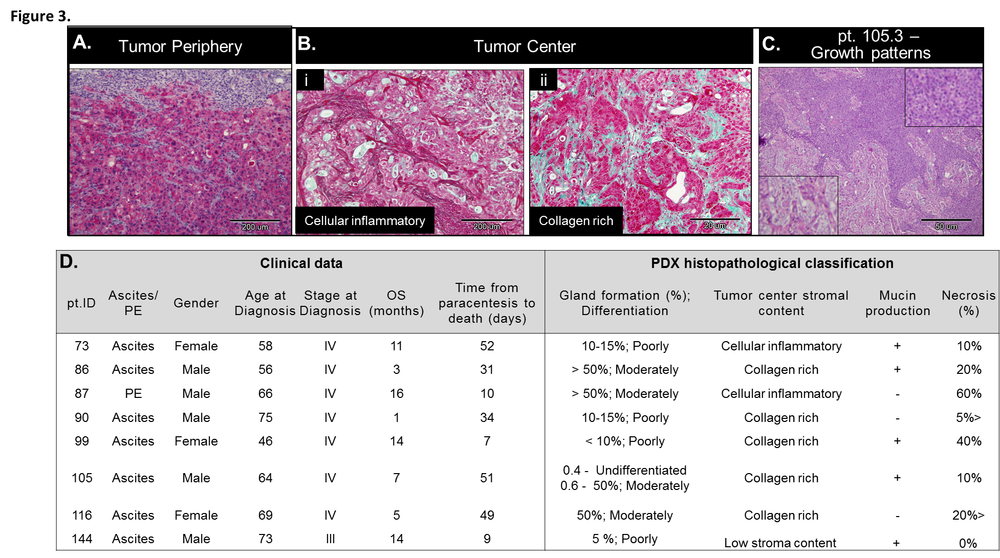 Figure 3.
A. Tumor Periphery
B. Tumor Center
C. pt. 105.3 –
Growth patterns
200 um
i
Cellular inflammatory
200 um
ii
Collagen rich
20 um
50 um
D. Clinical data PDX histopathological classification
pt.ID Ascites/ PE Gender Age at Diagnosis Stage at Diagnosis OS (months) Time from paracentesis to death (days) Gland formation (%); Differentiation Tumor center stromal content Mucin production Necrosis (%)
73 Ascites Female 58 IV 11 52 10-15%; Poorly Cellular inflammatory + 10%
86 Ascites Male 56 IV 3 31 > 50%; Moderately Collagen rich + 20%
87 PE Male 66 IV 16 10 > 50%; Moderately Cellular inflammatory - 60%
90 Ascites Male 75 IV 1 34 10-15%; Poorly Collagen rich - 5%>
99 Ascites Female 46 IV 14 7 < 10%; Poorly Collagen rich + 40%
105 Ascites Male 64 IV 7 51 0.4 - Undifferentiated 0.6 - 50%; Moderately Collagen rich + 10%
116 Ascites Female 69 IV 5 49 50%; Moderately Collagen rich - 20%>
144 Ascites Male 73 III 14 9 5 %; Poorly Low stroma content + 0%